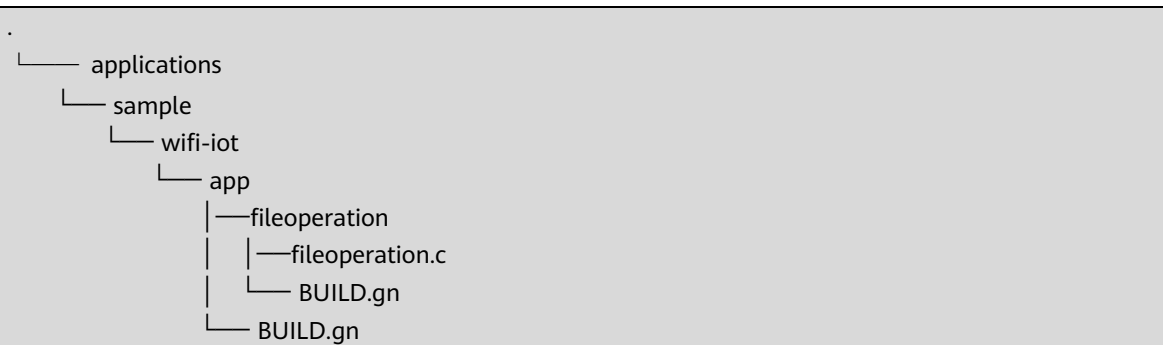 .
└── applications
└── sample
└── wifi-iot
└── app
│──fileoperation
│ │──fileoperation.c
│ └── BUILD.gn
└── BUILD.gn